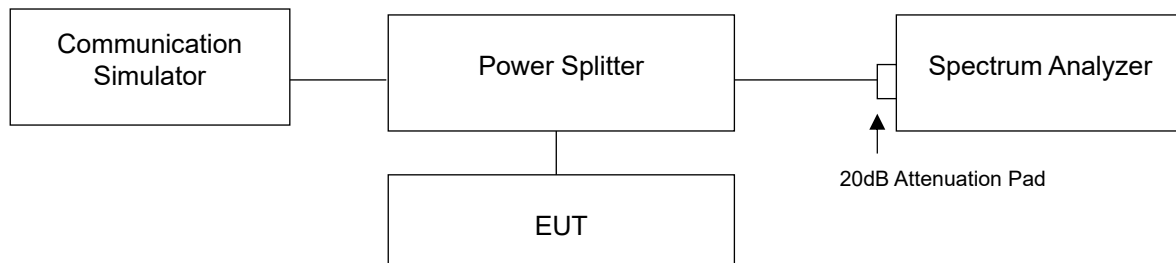 Communication
Simulator
Power Splitter
Spectrum Analyzer
20dB Attenuation Pad
EUT